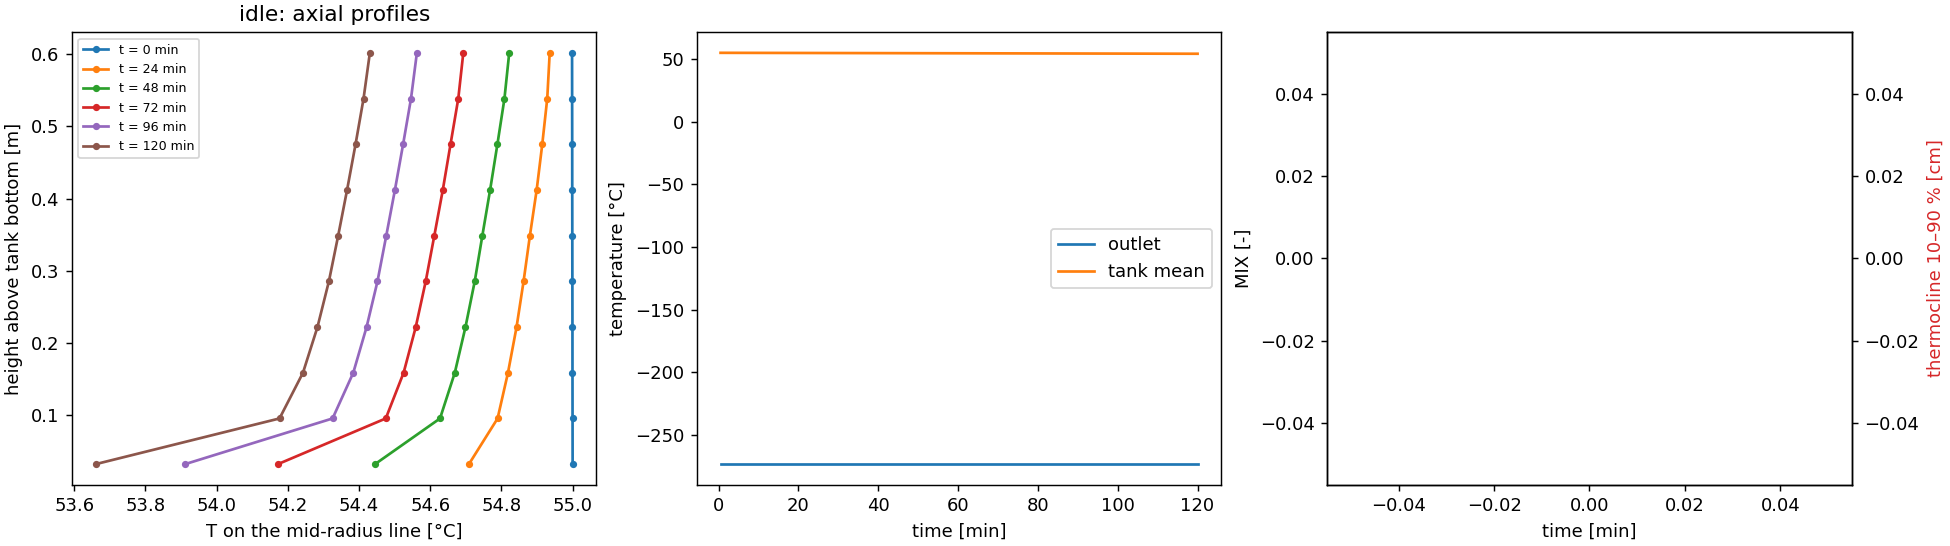 idle: axial profiles
height above tank bottom [m]
0.6
0.5
0.4
0.3
0.2
0.1
t = 0 min
t = 24 min
t = 48 min
t = 72 min
t = 96 min
t = 120 min
53.6 53.8 54.0 54.2 54.4 54.6 54.8 55.0
T on the mid-radius line [°C]
temperature [°C]
50
0
−50
−100
−150
−200
−250
outlet
tank mean
0 20 40 60 80 100 120
time [min]
MIX [-]
0.04
0.02
0.00
−0.02
−0.04
−0.04 −0.02 0.00 0.02 0.04
time [min]
0.04
0.02
0.00
−0.02
−0.04
thermocline 10–90 % [cm]